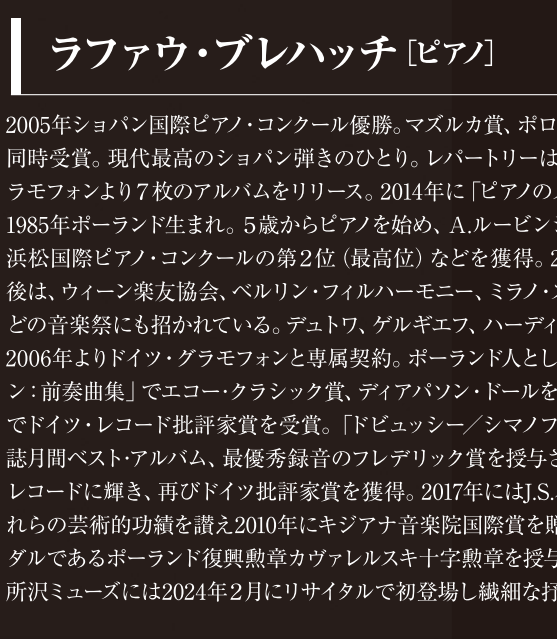 ラファウ・ブレハッチ［ピアノ］
2005年ショパン国際ピアノ・コンクール優勝。マズルカ賞、ポロ
同時受賞。現代最高のショパン弾きのひとり。レパートリーは
ラモフォンより７枚のアルバムをリリース。2014年に「ピアノの
1985年ポーランド生まれ。５歳からピアノを始め、A.ルービン
浜松国際ピアノ・コンクールの第２位（最高位）などを獲得。2
後は、ウィーン楽友協会、ベルリン・フィルハーモニー、ミラノ・
どの音楽祭にも招かれている。デュトワ、ゲルギエフ、ハーディ
2006年よりドイツ・グラモフォンと専属契約。ポーランド人とし
ン：前奏曲集」でエコー・クラシック賞、ディアパソン・ドールを
でドイツ・レコード批評家賞を受賞。「ドビュッシー／シマノフ
誌月間ベスト・アルバム、最優秀録音のフレデリック賞を授与さ
レコードに輝き、再びドイツ批評家賞を獲得。2017年にはJ.S.
れらの芸術的功績を讃え2010年にキジアナ音楽院国際賞を贈
ダルであるポーランド復興勲章カヴァレルスキ十字勲章を授与
所沢ミューズには2024年２月にリサイタルで初登場し繊細な抒